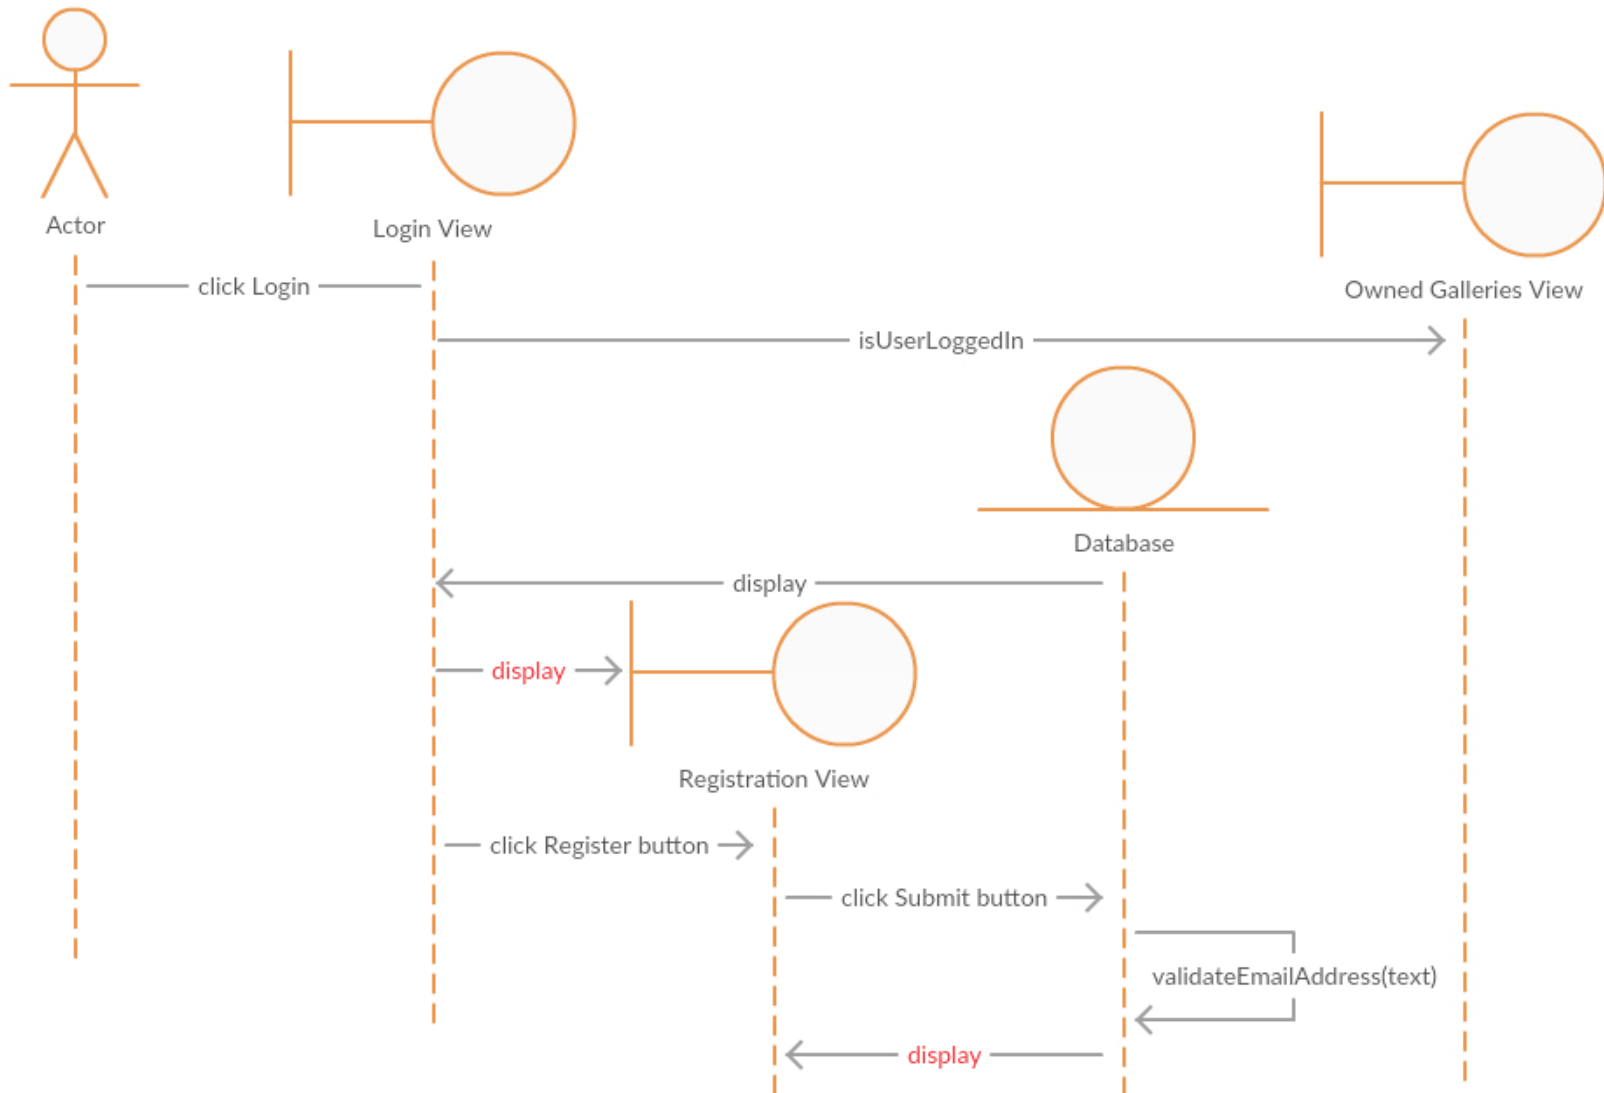 Actor
Login View
click Login
Owned Galleries View
isUserLoggedIn
Database
display
display
Registration View
click Register button
click Submit button
validateEmailAddress(text)
display